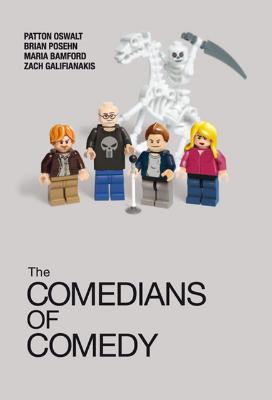 PATTON OSWALT
BRIAN POSEHN
MARIA BAMFORD
ZACH GALIFIANAKIS
The
COMEDIANS
OF
COMEDY